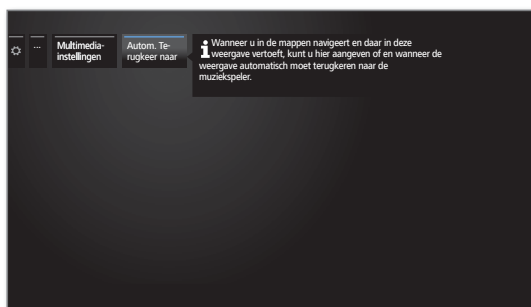 ...
Multimedia-
instellingen
Autom. Te-
rugkeer naar
Wanneer u in de mappen navigeert en daar in deze
weergave vertoeft, kunt u hier aangeven of en wanneer de
weergave automatisch moet terugkeren naar de
muziekspeler.